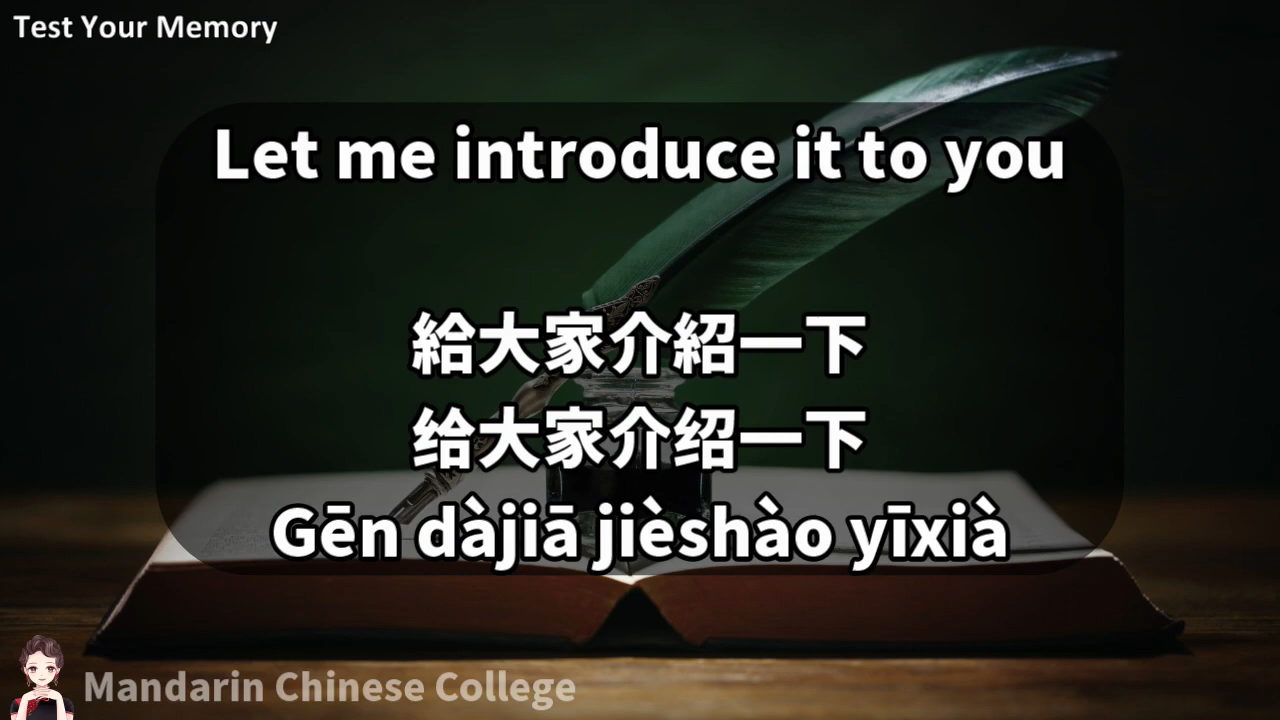 Test Your Memory
Let me introduce it to you
給大家介紹一下
给大家介绍一下
Gēn dàjiā jièshào yīxià
Mandarin Chinese College